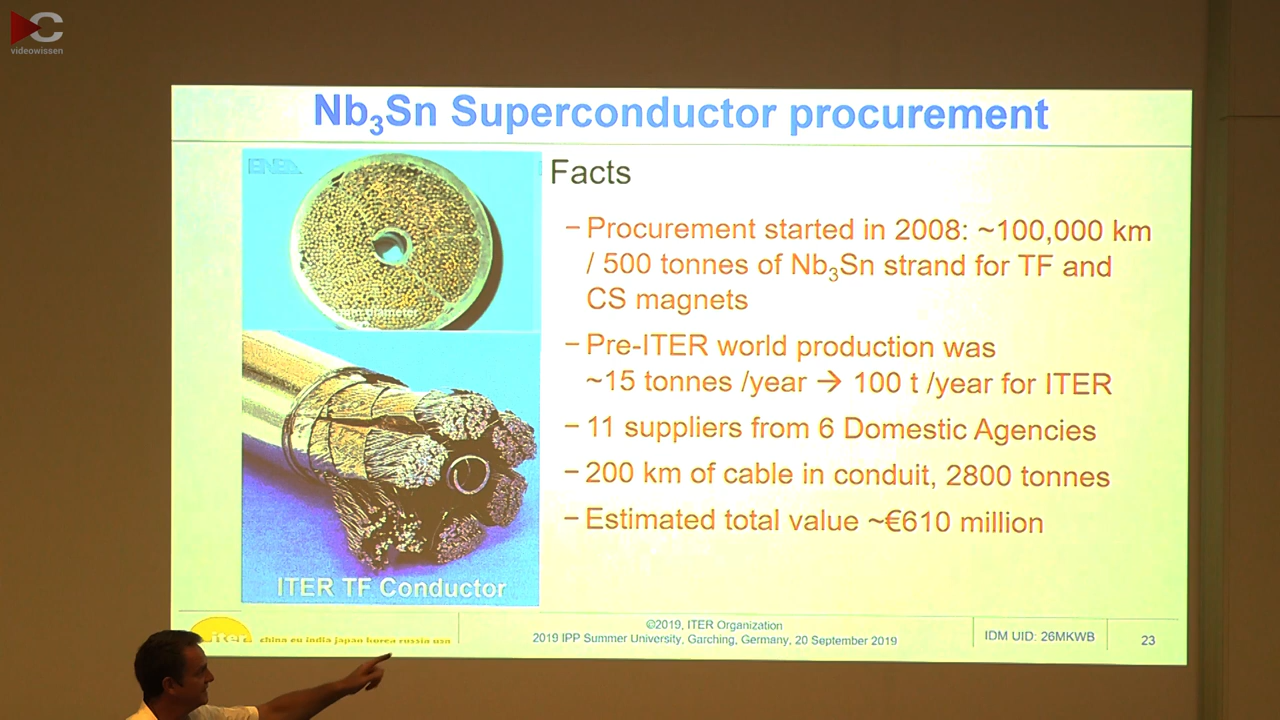 videowissen
Nb₃Sn Superconductor procurement
ENEA
Facts
– Procurement started in 2008: ~100,000 km
/ 500 tonnes of Nb₃Sn strand for TF and
CS magnets
– Pre-ITER world production was
~15 tonnes /year → 100 t /year for ITER
– 11 suppliers from 6 Domestic Agencies
– 200 km of cable in conduit, 2800 tonnes
– Estimated total value ~€610 million
diameter
ITER TF Conductor
iter
china eu india japan korea russia usa
©2019, ITER Organization
2019 IPP Summer University, Garching, Germany, 20 September 2019
IDM UID: 26MKWB
23